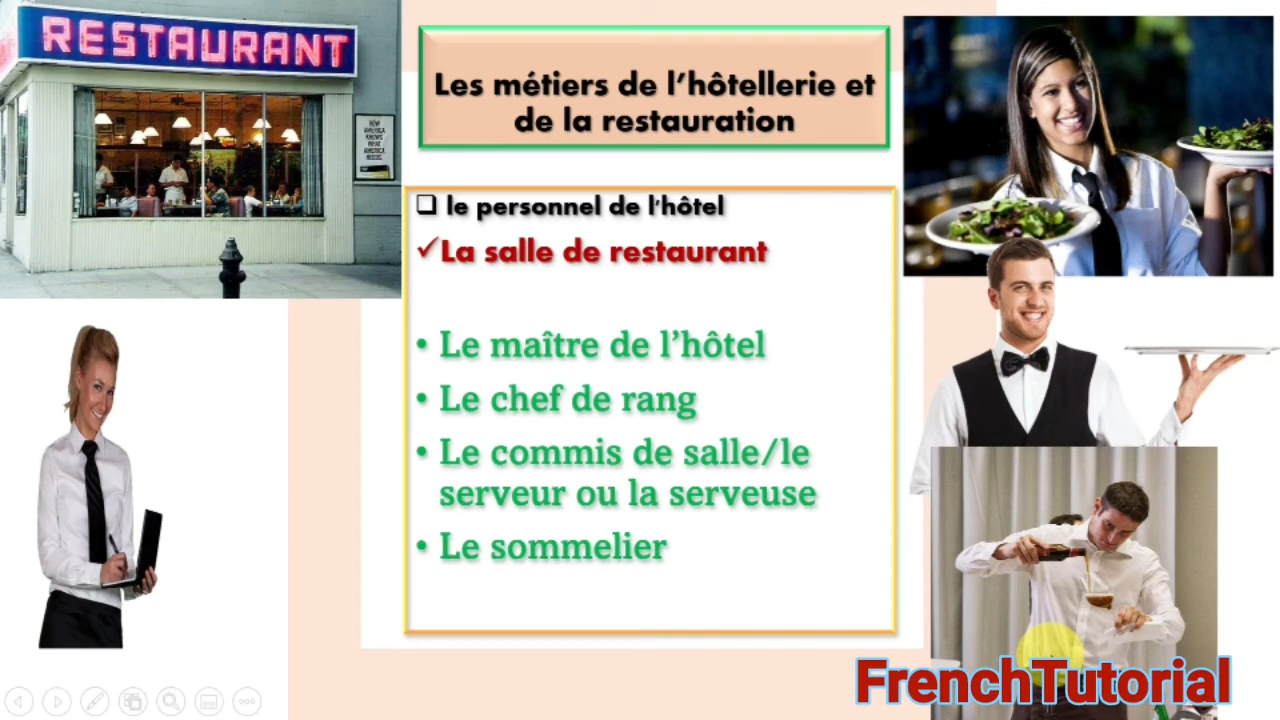 RESTAURANT
Les métiers de l’hôtellerie et
de la restauration
le personnel de l'hôtel
La salle de restaurant
• Le maître de l’hôtel
• Le chef de rang
• Le commis de salle/le
serveur ou la serveuse
• Le sommelier
FrenchTutorial